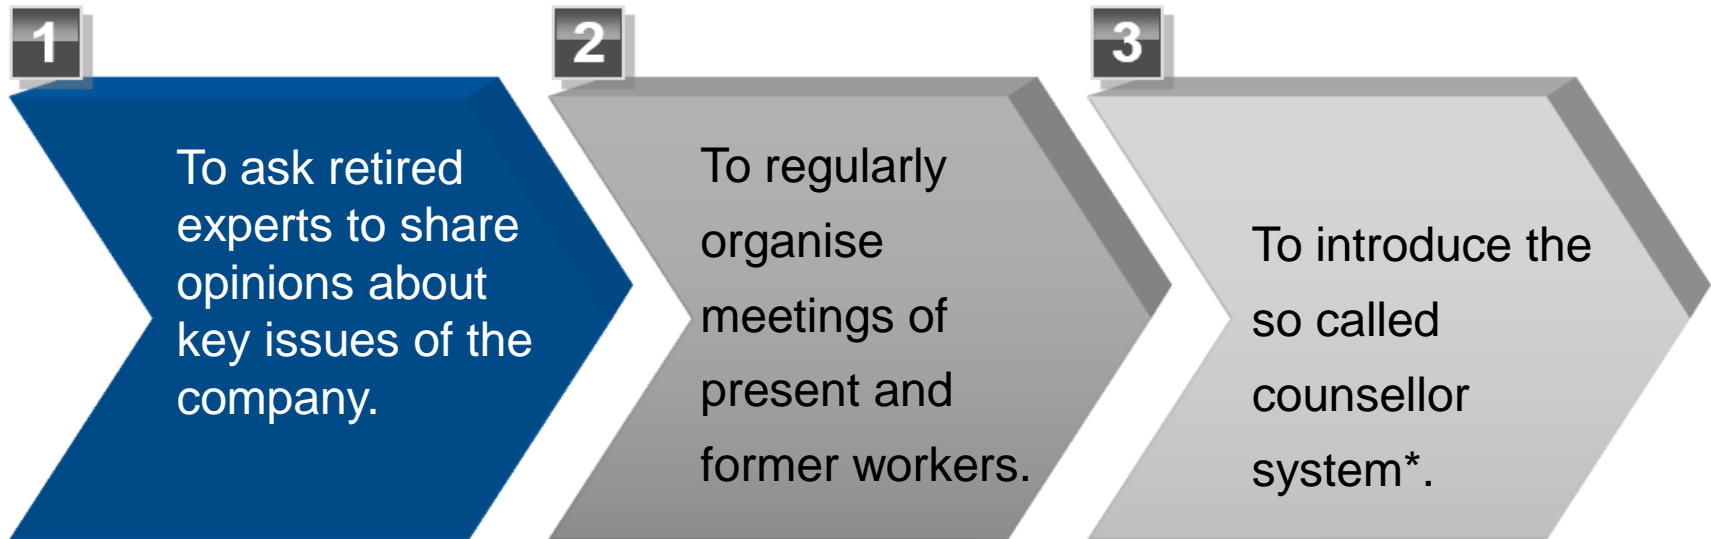 1
To ask retired
experts to share
opinions about
key issues of the
company.
2
To regularly
organise
meetings of
present and
former workers.
3
To introduce the
so called
counsellor
system*.